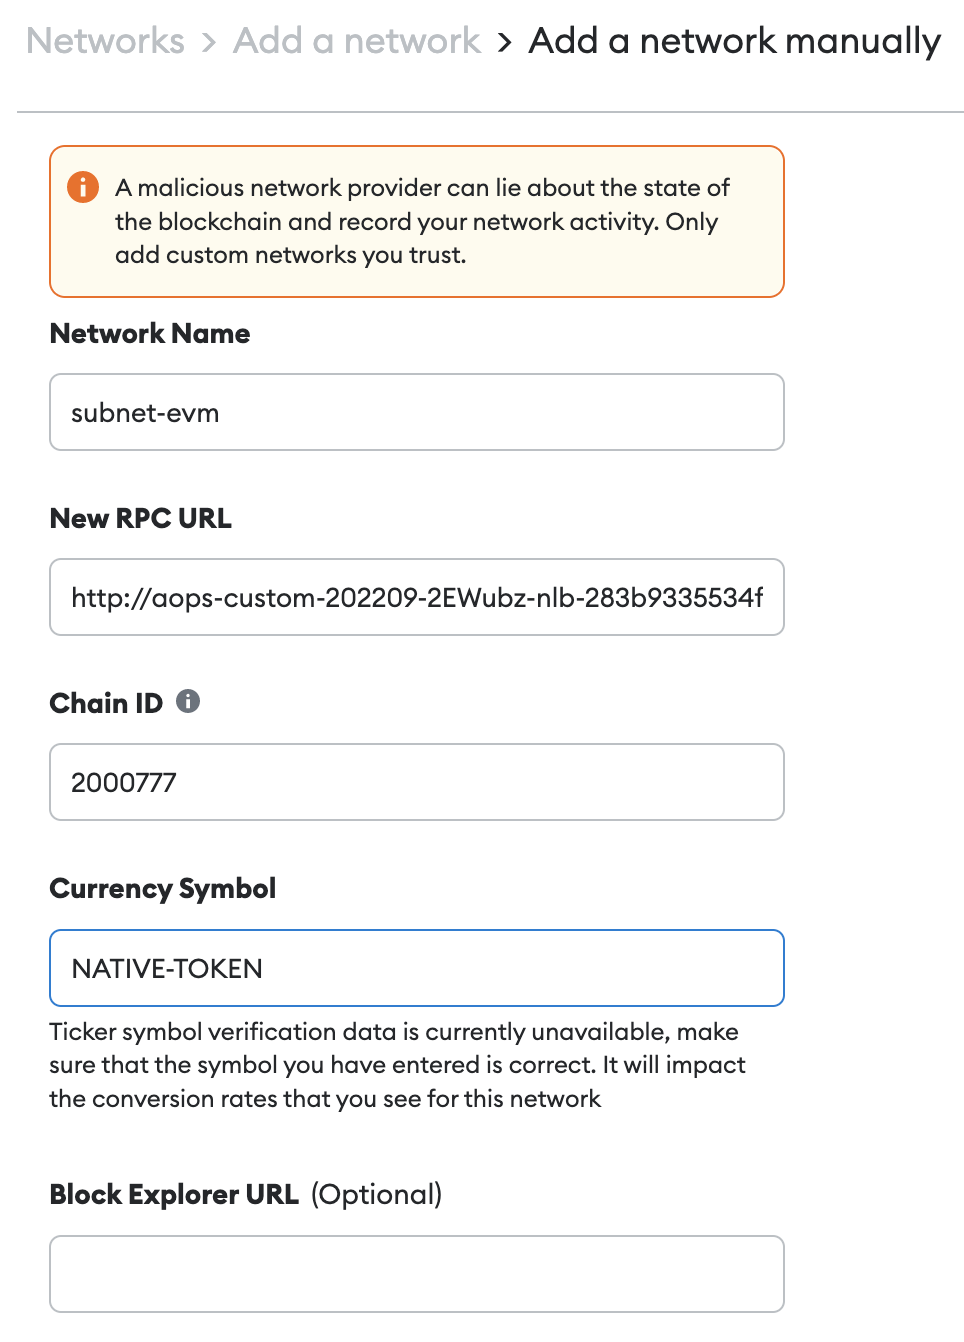 Networks > Add a network > Add a network manually
A malicious network provider can lie about the state of
the blockchain and record your network activity. Only
add custom networks you trust.
Network Name
subnet-evm
New RPC URL
http://aops-custom-202209-2EWubz-nlb-283b9335534f
Chain ID
2000777
Currency Symbol
NATIVE-TOKEN
Ticker symbol verification data is currently unavailable, make
sure that the symbol you have entered is correct. It will impact
the conversion rates that you see for this network
Block Explorer URL (Optional)